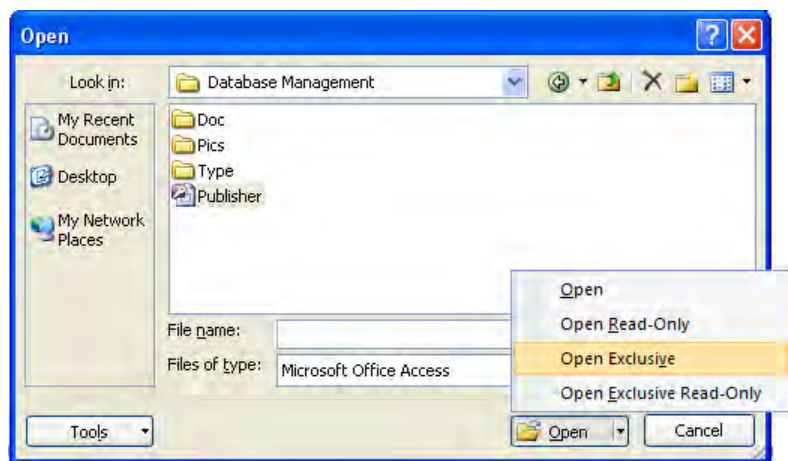 Open
Look in:
Database Management
My Recent
Documents
Desktop
My Network
Places
Doc
Pics
Type
Publisher
File name:
Files of type:
Microsoft Office Access
Open
Open Read-Only
Open Exclusive
Open Exclusive Read-Only
Tools
Open
Cancel